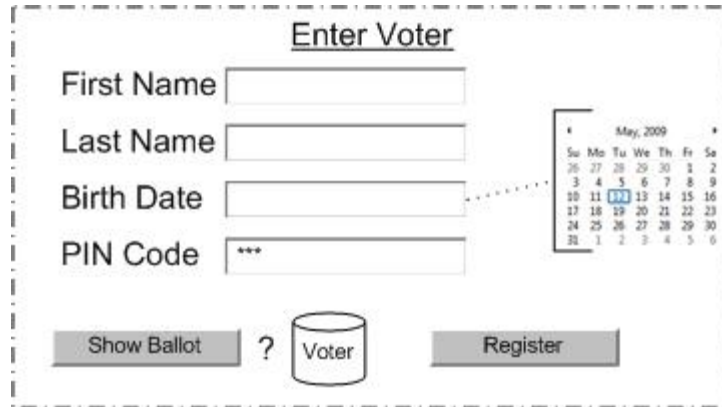 Enter Voter
First Name
Last Name
Birth Date
PIN Code ***
May, 2009
Su Mo Tu We Th Fr Sa
26 27 28 29 30 1 2
3 4 5 6 7 8 9
10 11 12 13 14 15 16
17 18 19 20 21 22 23
24 25 26 27 28 29 30
31 1 2 3 4 5 6
Show Ballot ? Voter Register